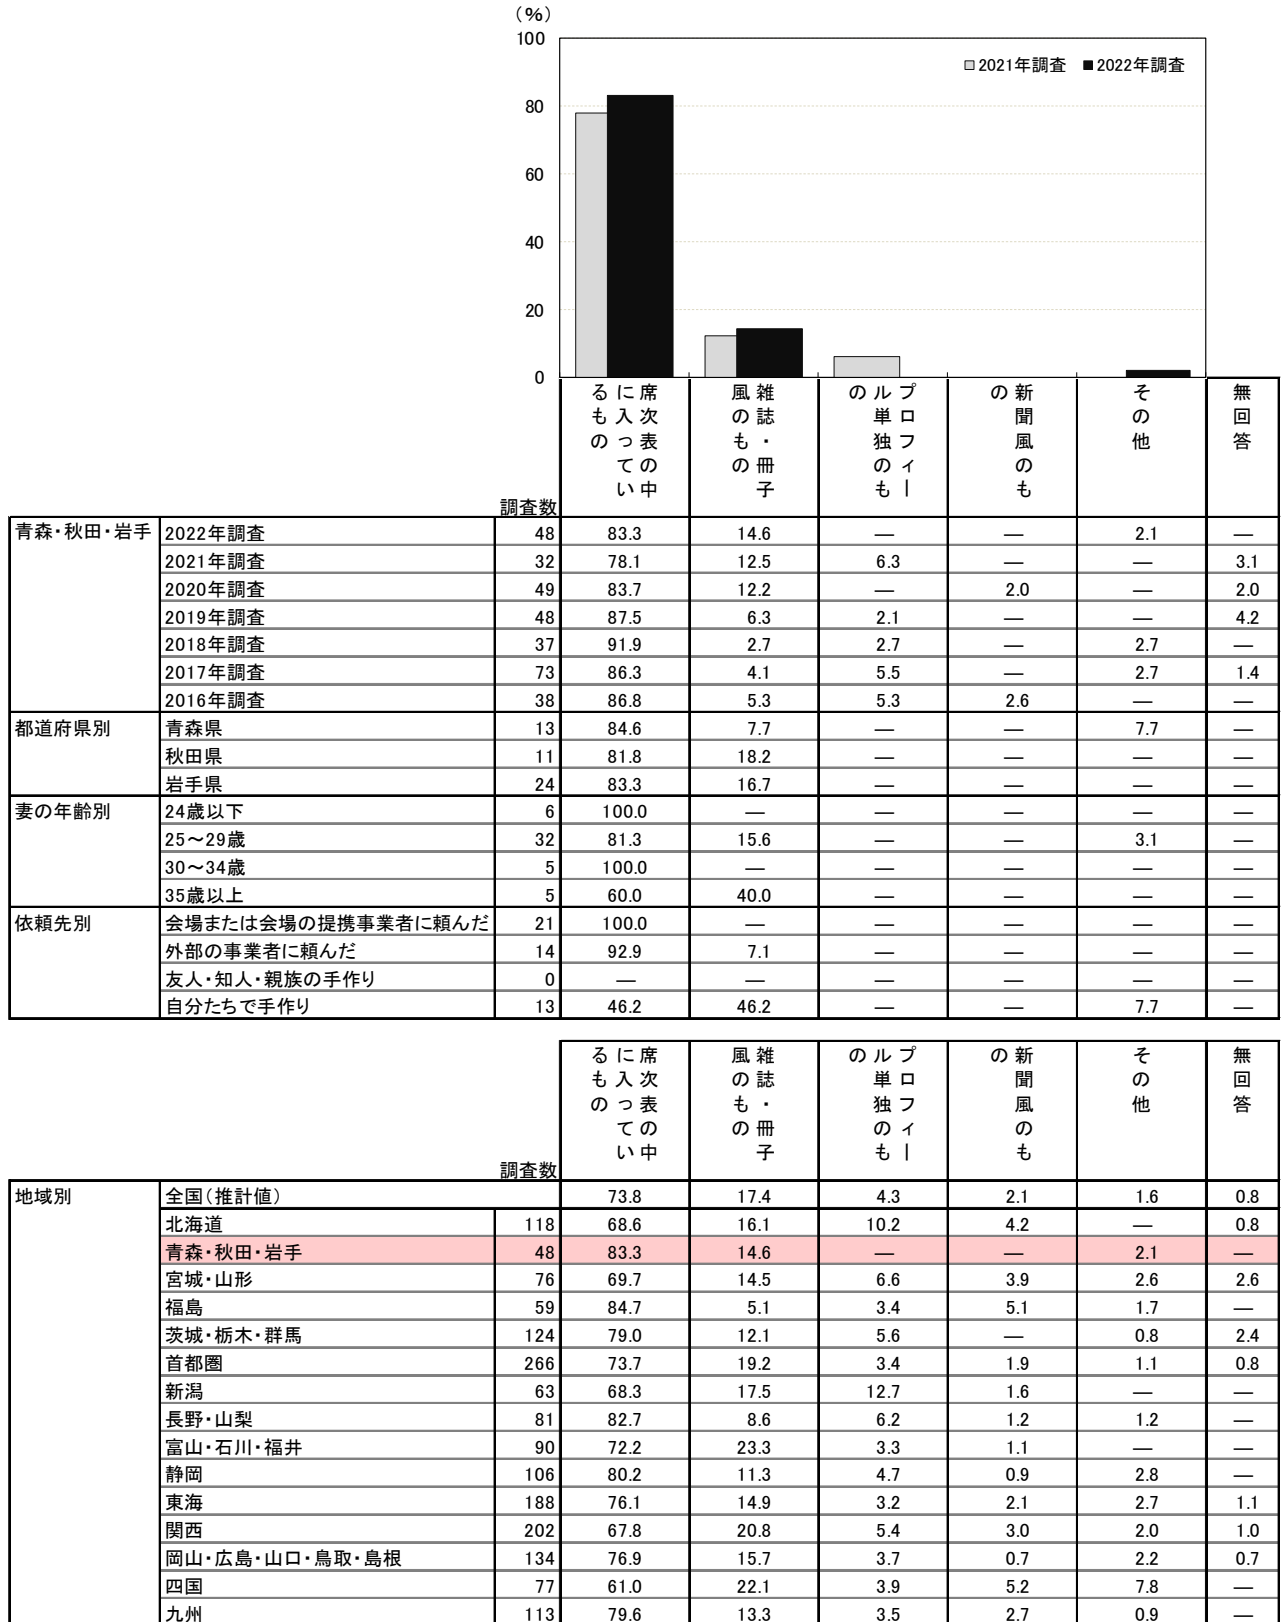 (%)
100
□2021年調査 ■2022年調査
80
60
40
20
0
席次表の中に入っているもの 雑誌・冊子風のもの プロフィール単独のもの 新聞風のもの その他 無回答
調査数
青森・秋田・岩手 2022年調査 48 83.3 14.6 — — 2.1 —
2021年調査 32 78.1 12.5 6.3 — — 3.1
2020年調査 49 83.7 12.2 — 2.0 — 2.0
2019年調査 48 87.5 6.3 2.1 — — 4.2
2018年調査 37 91.9 2.7 2.7 — 2.7 —
2017年調査 73 86.3 4.1 5.5 — 2.7 1.4
2016年調査 38 86.8 5.3 5.3 2.6 — —
都道府県別 青森県 13 84.6 7.7 — — 7.7 —
秋田県 11 81.8 18.2 — — — —
岩手県 24 83.3 16.7 — — — —
妻の年齢別 24歳以下 6 100.0 — — — — —
25～29歳 32 81.3 15.6 — — 3.1 —
30～34歳 5 100.0 — — — — —
35歳以上 5 60.0 40.0 — — — —
依頼先別 会場または会場の提携事業者に頼んだ 21 100.0 — — — — —
外部の事業者に頼んだ 14 92.9 7.1 — — — —
友人・知人・親族の手作り 0 — — — — — —
自分たちで手作り 13 46.2 46.2 — — 7.7 —
席次表の中に入っているもの 雑誌・冊子風のもの プロフィール単独のもの 新聞風のもの その他 無回答
調査数
地域別 全国(推計値) 73.8 17.4 4.3 2.1 1.6 0.8
北海道 118 68.6 16.1 10.2 4.2 — 0.8
青森・秋田・岩手 48 83.3 14.6 — — 2.1 —
宮城・山形 76 69.7 14.5 6.6 3.9 2.6 2.6
福島 59 84.7 5.1 3.4 5.1 1.7 —
茨城・栃木・群馬 124 79.0 12.1 5.6 — 0.8 2.4
首都圏 266 73.7 19.2 3.4 1.9 1.1 0.8
新潟 63 68.3 17.5 12.7 1.6 — —
長野・山梨 81 82.7 8.6 6.2 1.2 1.2 —
富山・石川・福井 90 72.2 23.3 3.3 1.1 — —
静岡 106 80.2 11.3 4.7 0.9 2.8 —
東海 188 76.1 14.9 3.2 2.1 2.7 1.1
関西 202 67.8 20.8 5.4 3.0 2.0 1.0
岡山・広島・山口・鳥取・島根 134 76.9 15.7 3.7 0.7 2.2 0.7
四国 77 61.0 22.1 3.9 5.2 7.8 —
九州 113 79.6 13.3 3.5 2.7 0.9 —